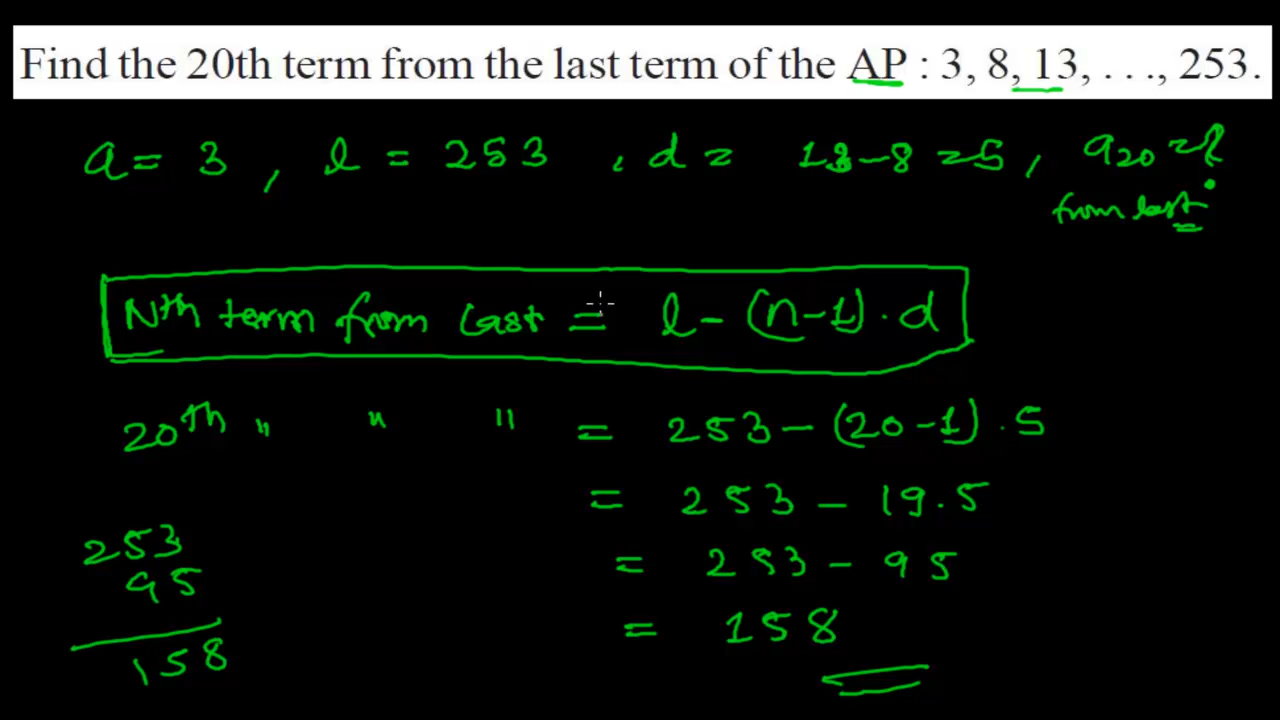 Find the 20th term from the last term of the AP : 3, 8, 13, . . ., 253.
a = 3 , l = 253 , d = 13-8 = 5 , a20 = ?
from last
Nth term from last = l - (n-1) . d
20th " " " = 253 - (20-1) . 5
= 253 - 19.5
= 253 - 95
= 158
253
95
158